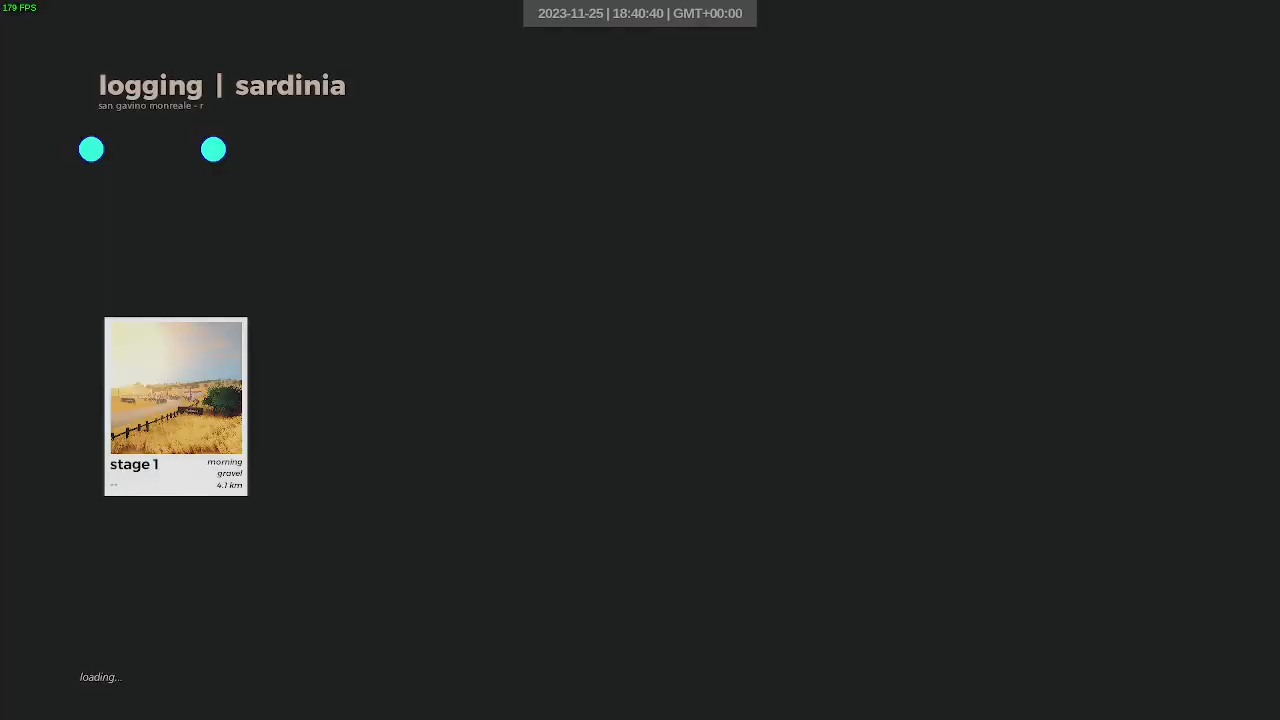 179 FPS
2023-11-25 | 18:40:40 | GMT+00:00
logging | sardinia
san gavino monreale - r
stage 1
morning
gravel
--
4.1 km
loading...